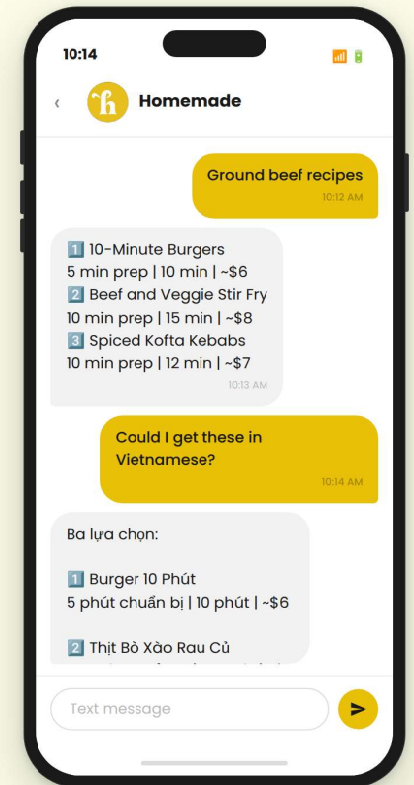 10:14
Homemade
Ground beef recipes
10:12 AM
1️⃣ 10-Minute Burgers
5 min prep | 10 min | ~$6
2️⃣ Beef and Veggie Stir Fry
10 min prep | 15 min | ~$8
3️⃣ Spiced Kofta Kebabs
10 min prep | 12 min | ~$7
10:13 AM
Could I get these in
Vietnamese?
10:14 AM
Ba lựa chọn:
1️⃣ Burger 10 Phút
5 phút chuẩn bị | 10 phút | ~$6
2️⃣ Thịt Bò Xào Rau Củ
Text message